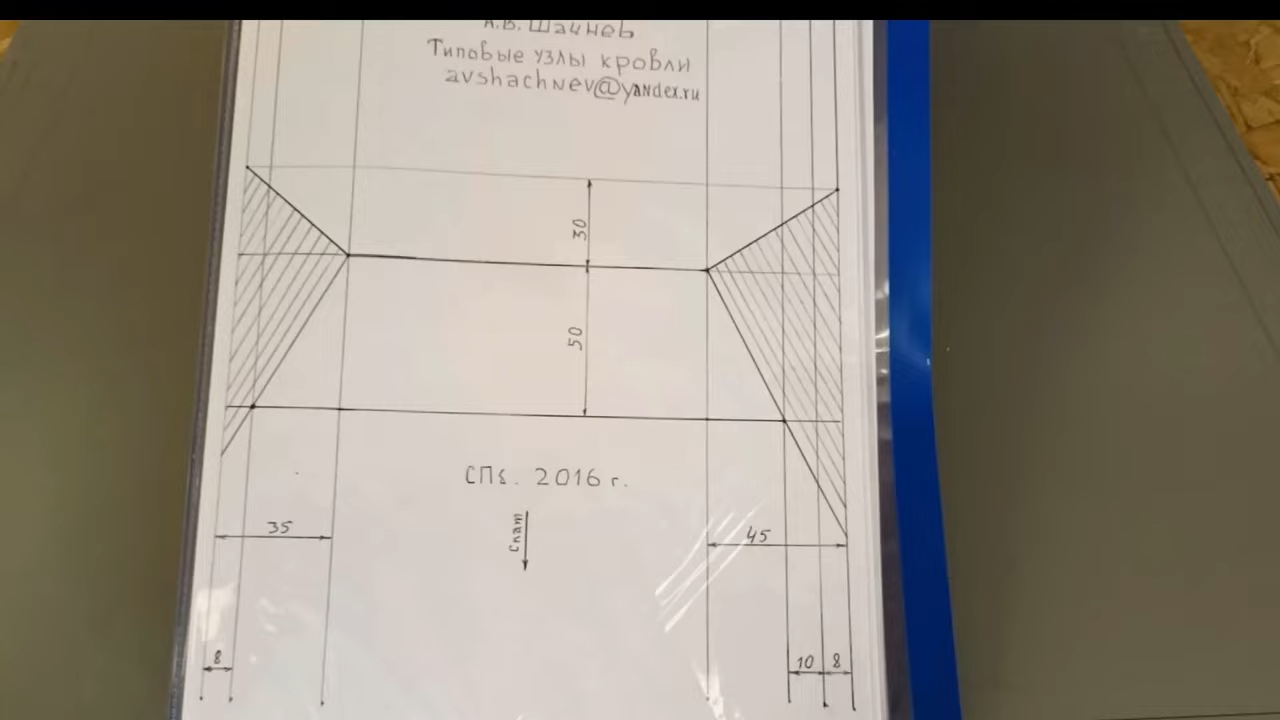 А.В. Шачнев
Типовые узлы кровли
avshachnev@yandex.ru
30
50
СПб. 2016 г.
скат
35
45
8
10
8